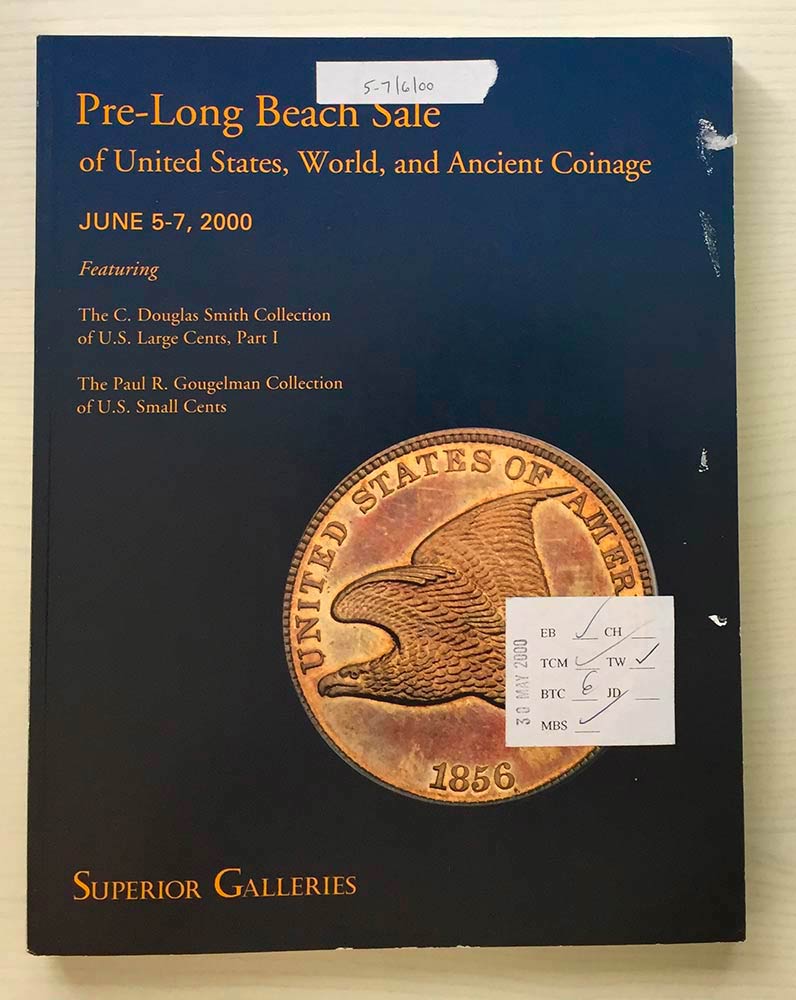 5-7/6/00
Pre-Long Beach Sale
of United States, World, and Ancient Coinage
JUNE 5-7, 2000
Featuring
The C. Douglas Smith Collection
of U.S. Large Cents, Part I
The Paul R. Gougelman Collection
of U.S. Small Cents
UNITED STATES OF AMER
1856
30 MAY 2000
EB ✓ CH __
TCM ✓ TW ✓
BTC 6 JD __
MBS ✓
SUPERIOR GALLERIES